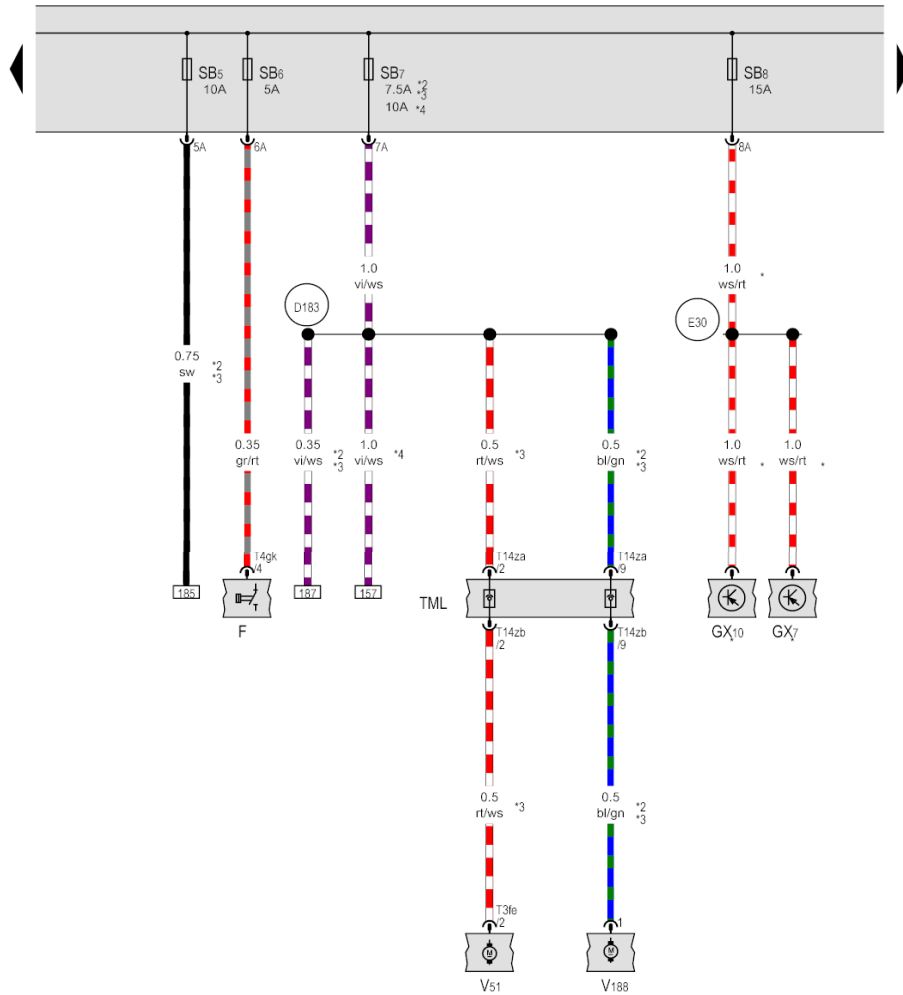 SB5
10A
SB6
5A
SB7
7.5A *2
*3
10A *4
SB8
15A
5A
6A
7A
8A
1.0
vi/ws
1.0
ws/rt *
D183
E30
0.75
sw
*2
*3
0.35
gr/rt
0.35
vi/ws
*2
*3
1.0
vi/ws *4
0.5
rt/ws *3
0.5
bl/gn
*2
*3
1.0
ws/rt *
1.0
ws/rt *
T4gk
/4
T14za
/2
T14za
/9
185
187
157
F
TML
GX10
*
GX7
*
T14zb
/2
T14zb
/9
0.5
rt/ws *3
0.5
bl/gn
*2
*3
T3fe
/2
1
M
M
V51
V188